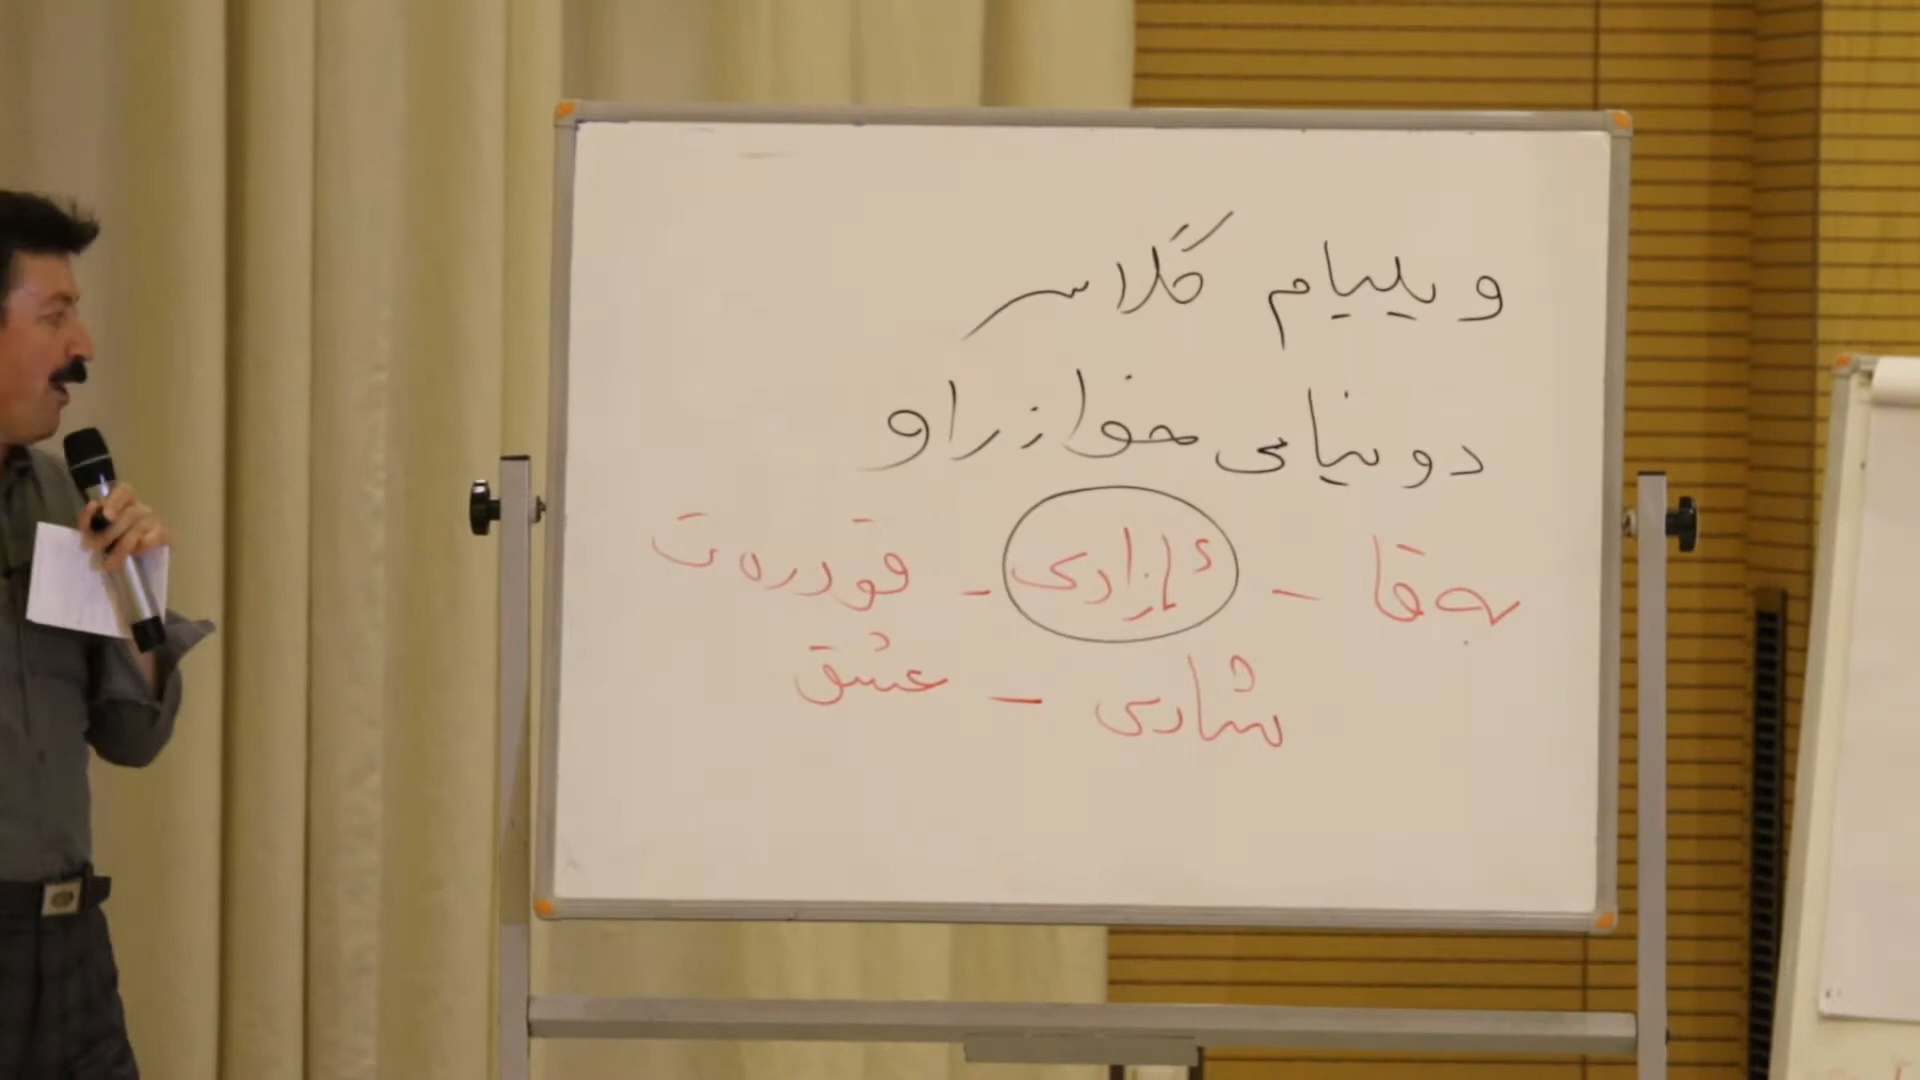 ویلیام گلاسر
دونیای خوازراو
بەقا - ئازادی - قودرەت
شادی - عشق